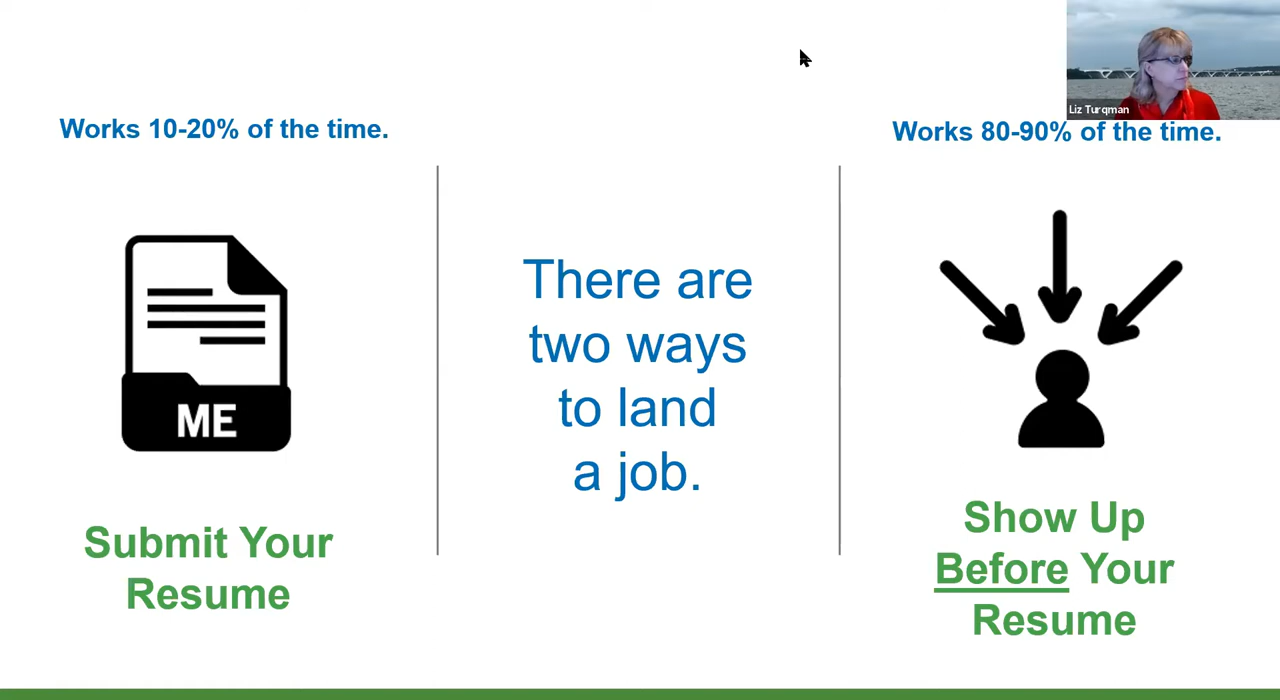 Works 10-20% of the time.
ME
Submit Your
Resume
There are
two ways
to land
a job.
Liz Turqman
Works 80-90% of the time.
Show Up
Before Your
Resume